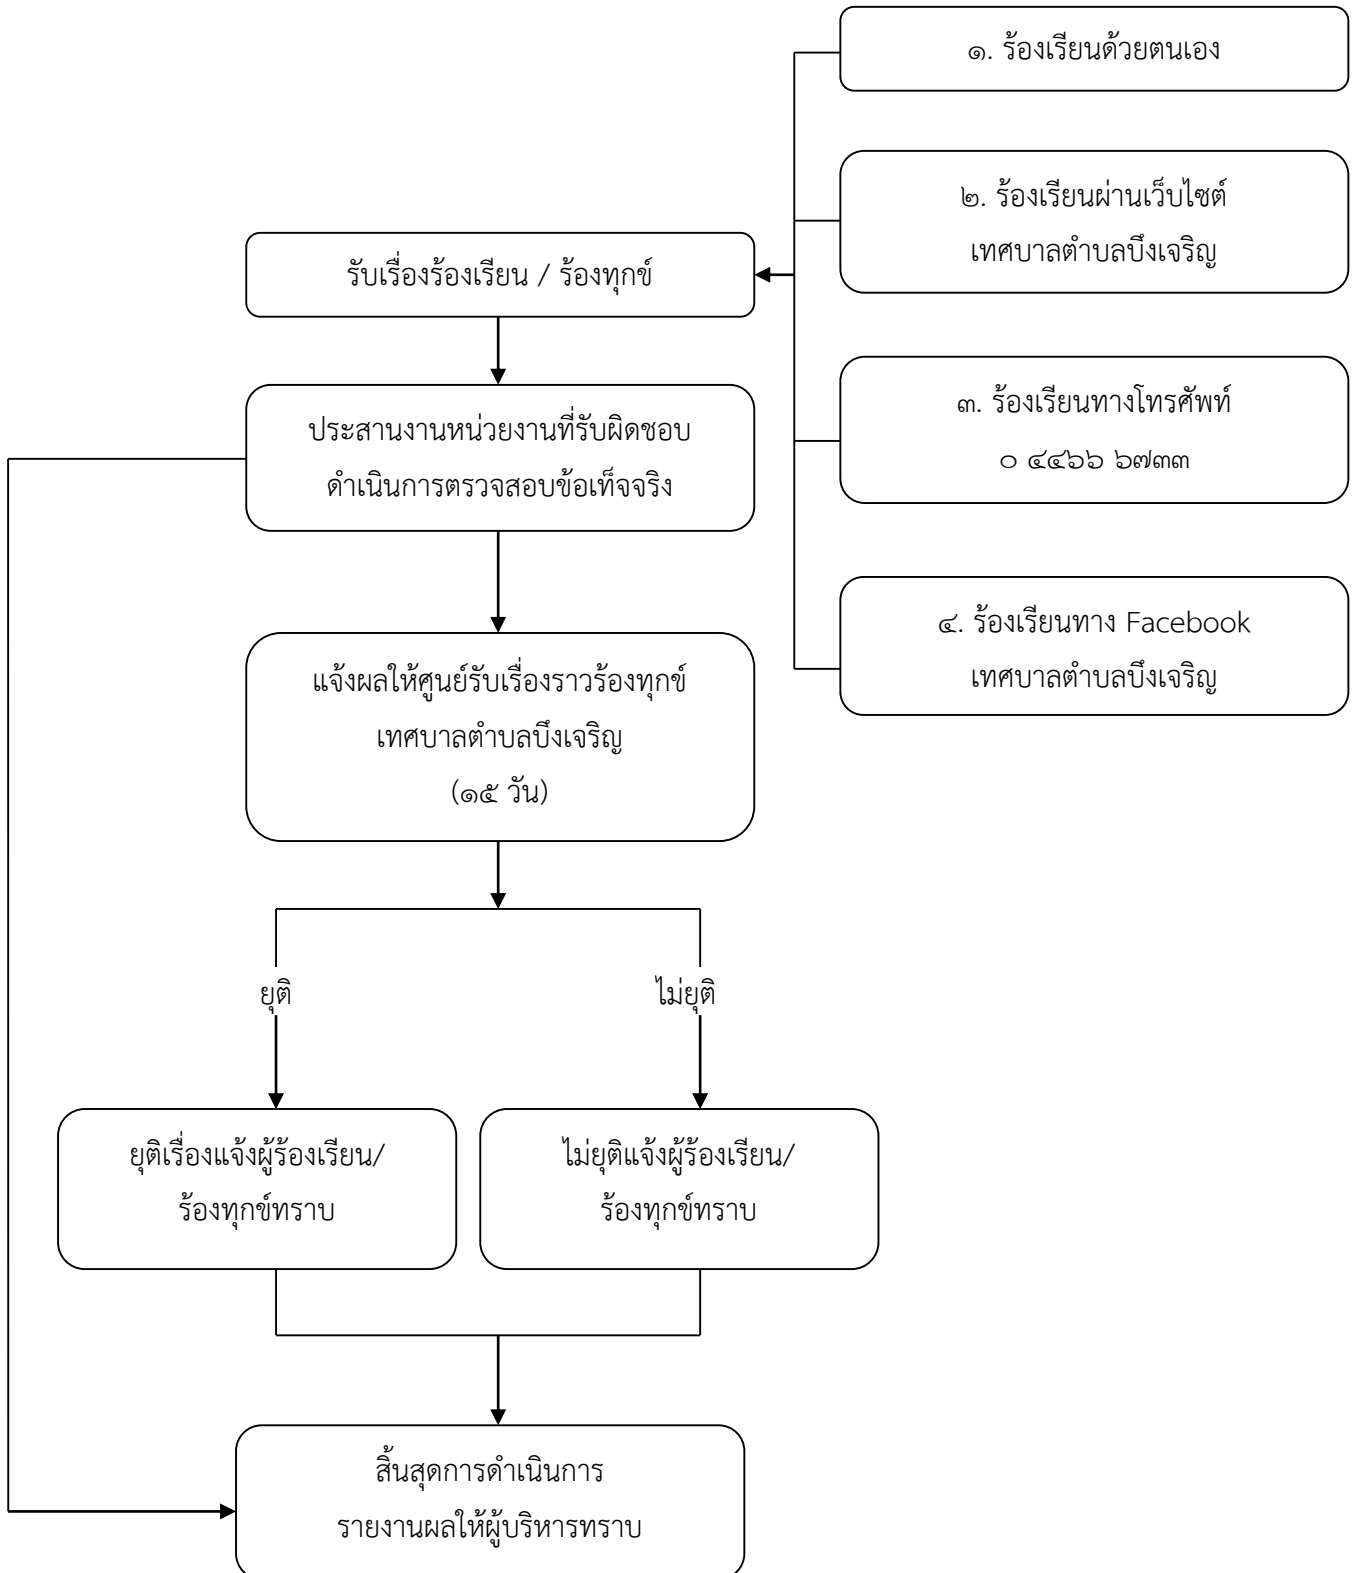 ๑. ร้องเรียนด้วยตนเอง
๒. ร้องเรียนผ่านเว็บไซต์
เทศบาลตำบลบึงเจริญ
รับเรื่องร้องเรียน / ร้องทุกข์
๓. ร้องเรียนทางโทรศัพท์
๐ ๔๔๖๖ ๖๗๓๓
ประสานงานหน่วยงานที่รับผิดชอบ
ดำเนินการตรวจสอบข้อเท็จจริง
๔. ร้องเรียนทาง Facebook
เทศบาลตำบลบึงเจริญ
แจ้งผลให้ศูนย์รับเรื่องราวร้องทุกข์
เทศบาลตำบลบึงเจริญ
(๑๕ วัน)
ยุติ
ไม่ยุติ
ยุติเรื่องแจ้งผู้ร้องเรียน/
ร้องทุกข์ทราบ
ไม่ยุติแจ้งผู้ร้องเรียน/
ร้องทุกข์ทราบ
สิ้นสุดการดำเนินการ
รายงานผลให้ผู้บริหารทราบ